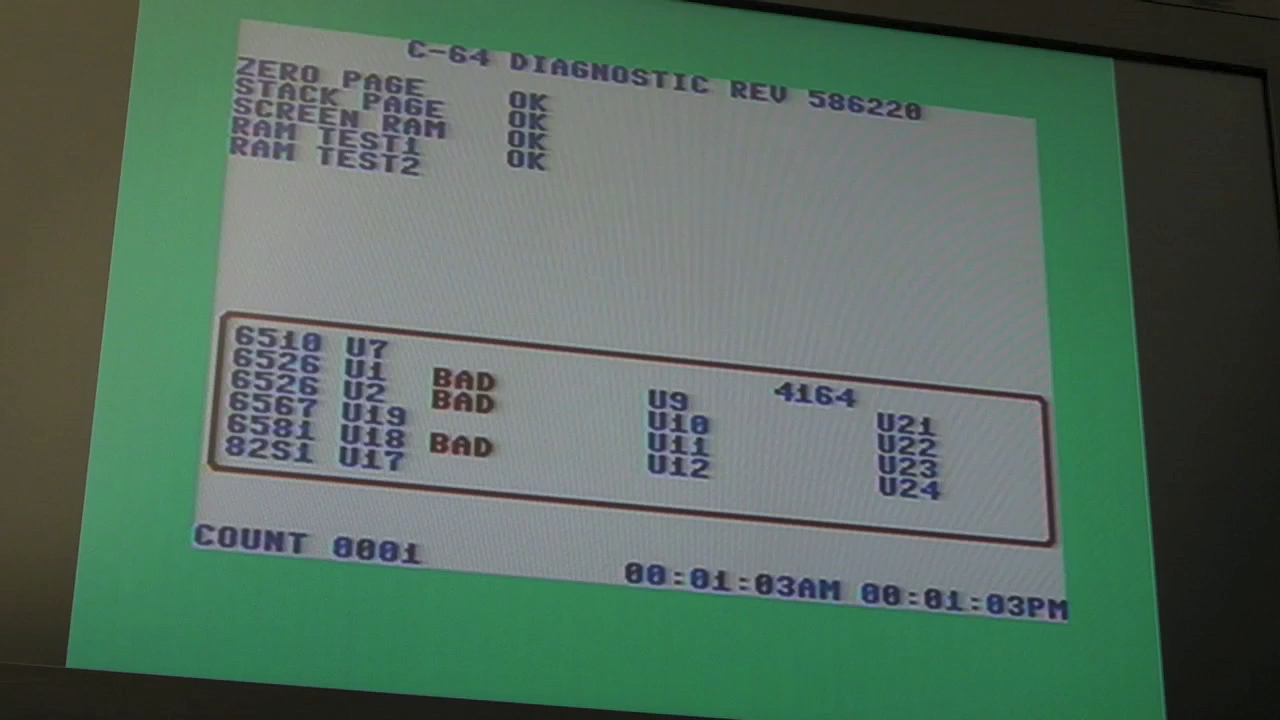 C-64 DIAGNOSTIC REV 586220
ZERO PAGE OK
STACK PAGE OK
SCREEN RAM OK
RAM TEST1 OK
RAM TEST2
6510 U7 4164
6526 U1 BAD U9 U21
6526 U2 BAD U10 U22
6567 U19 U11 U23
6581 U18 BAD U12 U24
82S1 U17
COUNT 0001
00:01:03AM 00:01:03PM